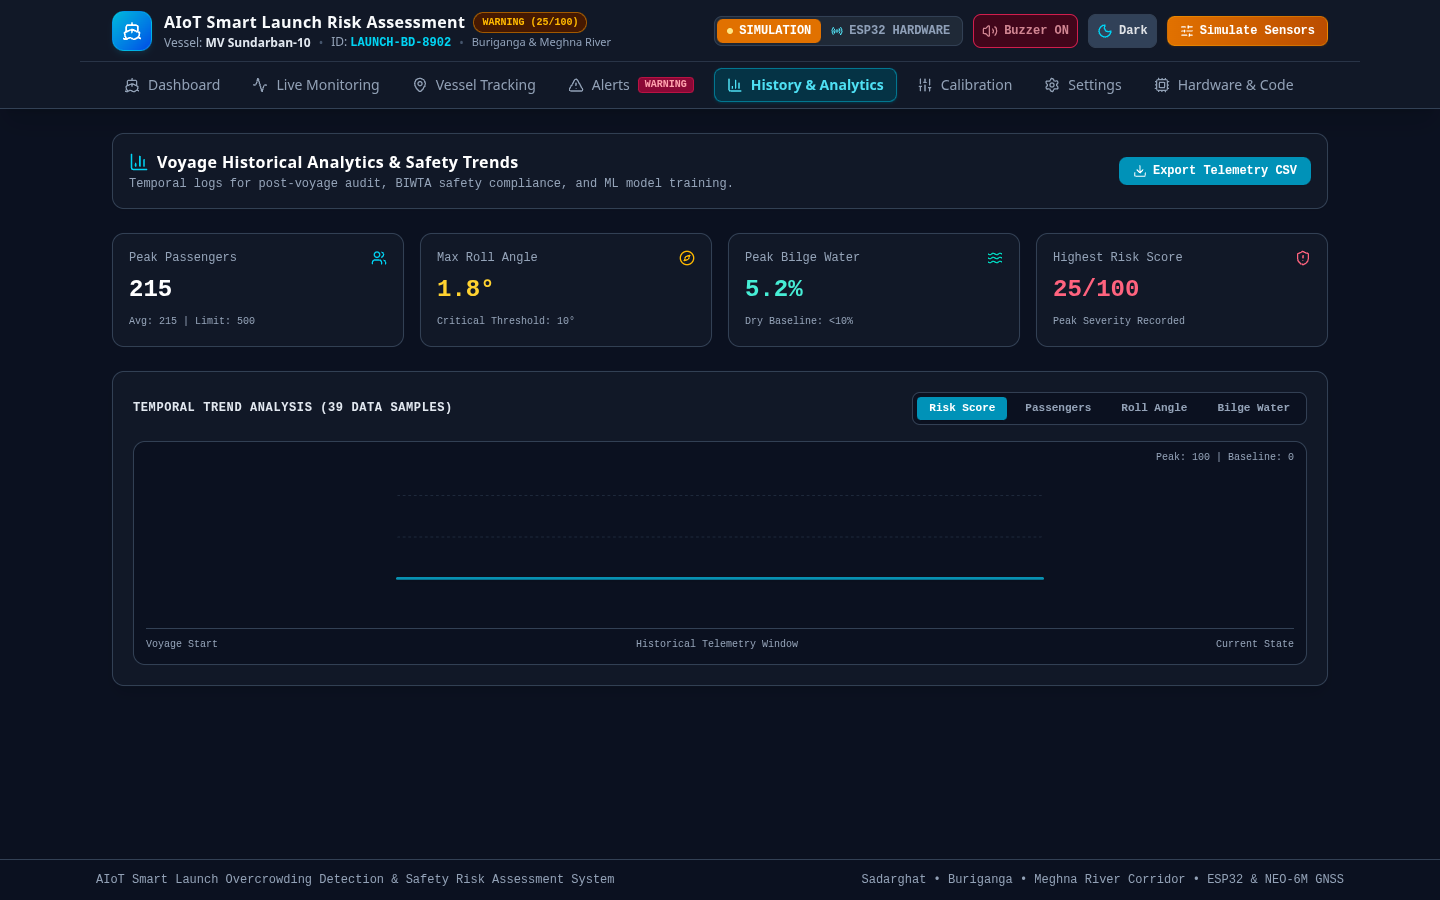 AIoT Smart Launch Risk Assessment WARNING (25/100)
Vessel: MV Sundarban-10 • ID: LAUNCH-BD-8902 • Buriganga & Meghna River
SIMULATION ESP32 HARDWARE Buzzer ON Dark Simulate Sensors
Dashboard Live Monitoring Vessel Tracking Alerts WARNING History & Analytics Calibration Settings Hardware & Code
Voyage Historical Analytics & Safety Trends
Temporal logs for post-voyage audit, BIWTA safety compliance, and ML model training.
Export Telemetry CSV
Peak Passengers
215
Avg: 215 | Limit: 500
Max Roll Angle
1.8°
Critical Threshold: 10°
Peak Bilge Water
5.2%
Dry Baseline: <10%
Highest Risk Score
25/100
Peak Severity Recorded
TEMPORAL TREND ANALYSIS (39 DATA SAMPLES)
Risk Score Passengers Roll Angle Bilge Water
Peak: 100 | Baseline: 0
Voyage Start Historical Telemetry Window Current State
AIoT Smart Launch Overcrowding Detection & Safety Risk Assessment System
Sadarghat • Buriganga • Meghna River Corridor • ESP32 & NEO-6M GNSS